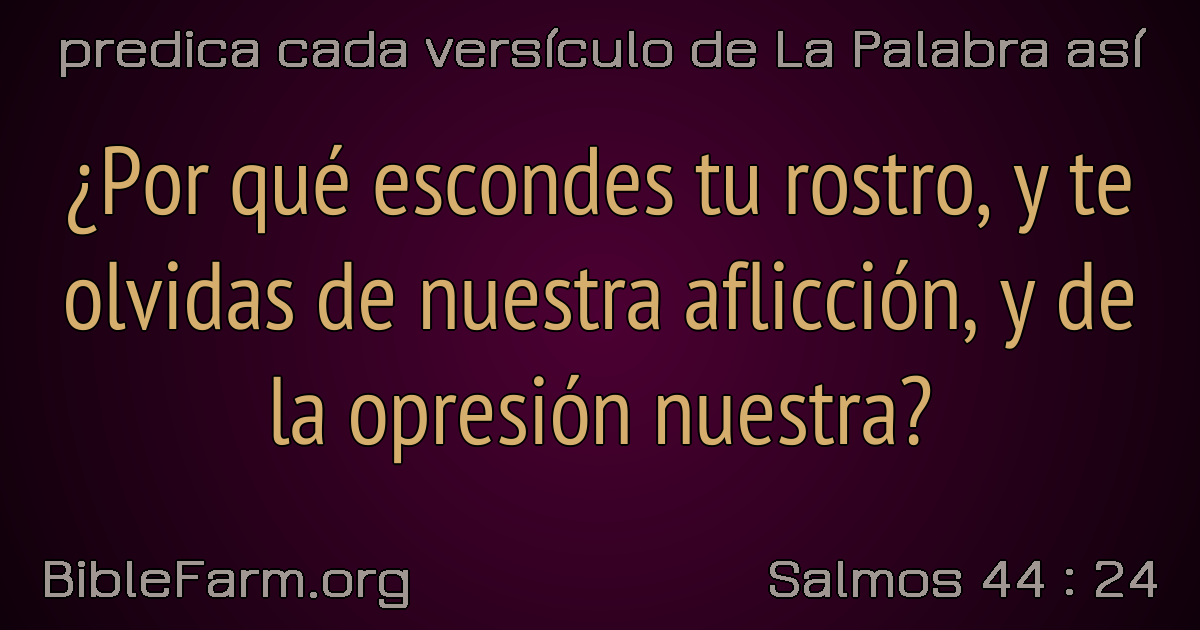 predica cada versículo de La Palabra así
¿Por qué escondes tu rostro, y te
olvidas de nuestra aflicción, y de
la opresión nuestra?
BibleFarm.org
Salmos 44 : 24